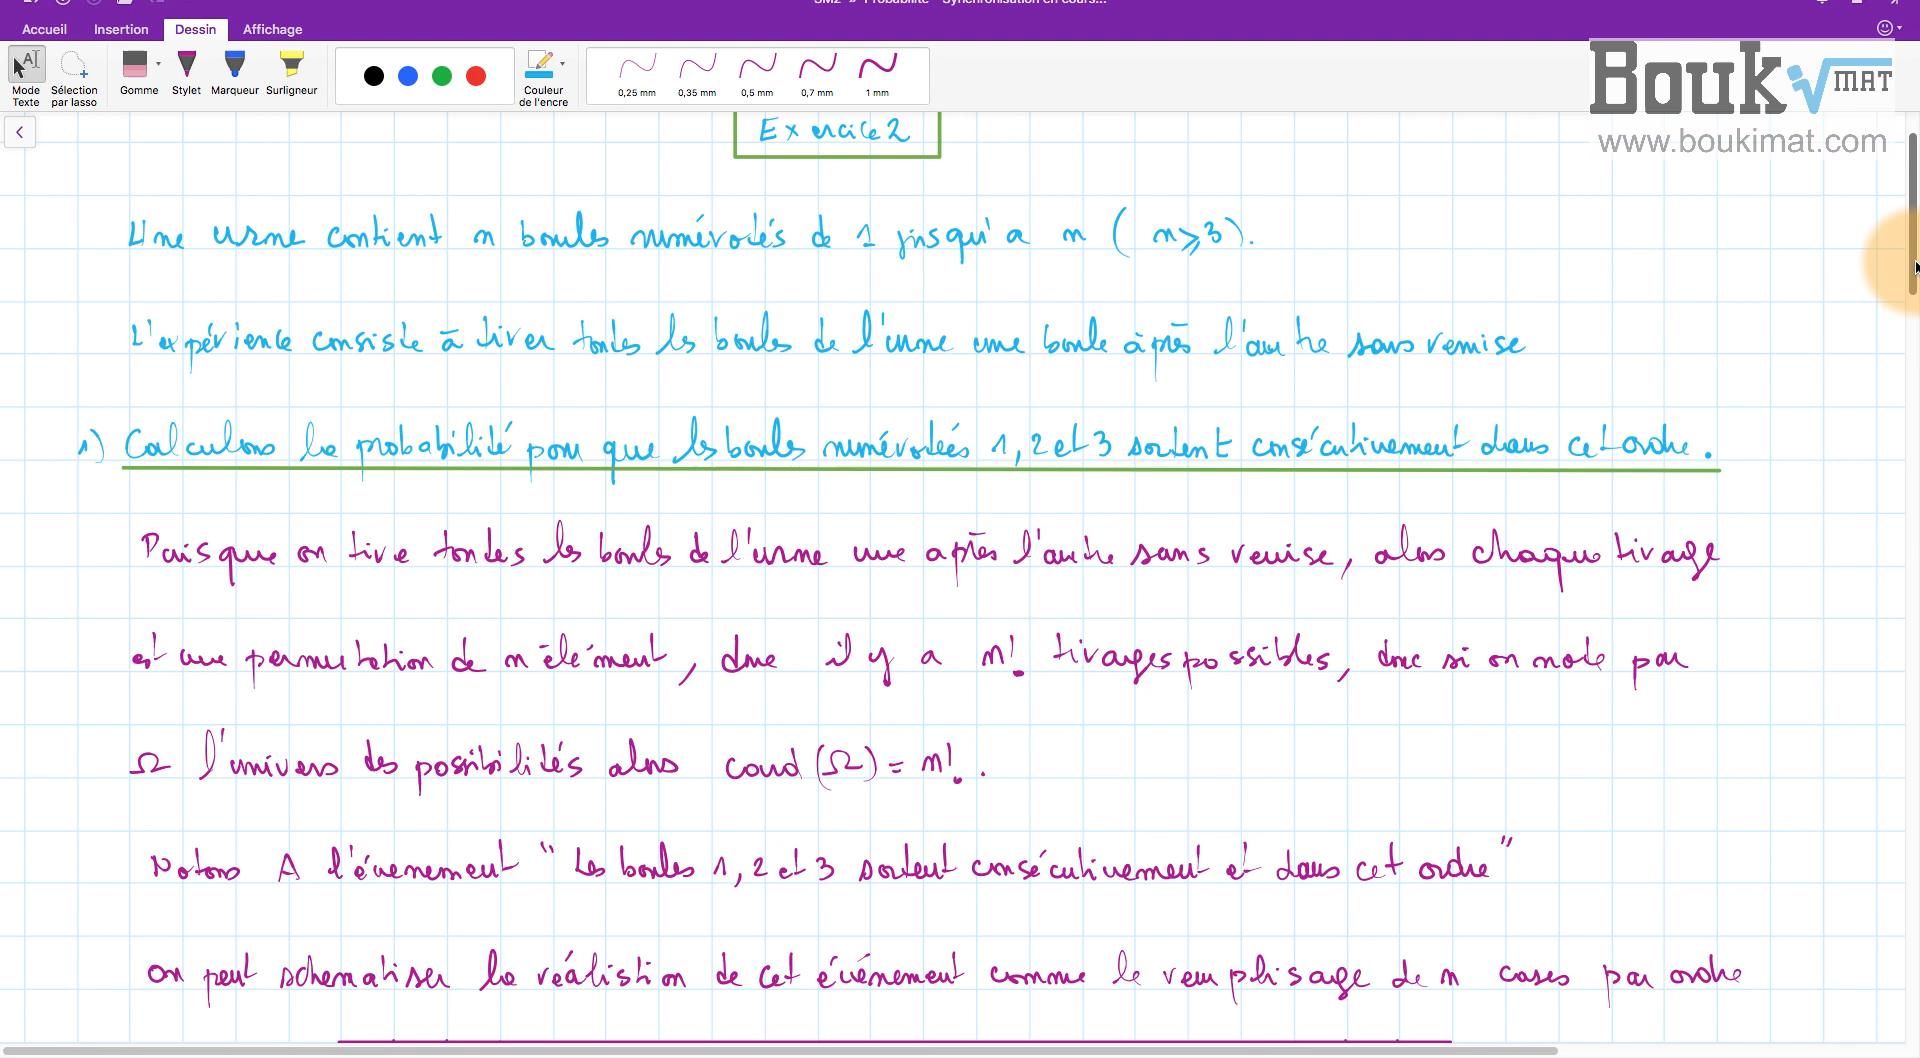 Accueil Insertion Dessin Affichage
Mode Texte
Sélection par lasso
Gomme Stylet Marqueur Surligneur
Couleur de l'encre
0,25 mm 0,35 mm 0,5 mm 0,7 mm 1 mm
Bouk MAT
www.boukimat.com
Exercice 2
Une urne contient n boules numérotés de 1 jusqu'a n ( n⩾3).
L'expérience consiste à tirer toutes les boules de l'urne une boule après l'autre sans remise
1) Calculons la probabilité pour que les boules numérotées 1, 2 et 3 sortent consécutivement dans cet ordre.
Puisque on tire toutes les boules de l'urne une après l'autre sans remise, alors chaque tirage
est une permutation de n élément, donc il y a n! tirages possibles, donc si on note par
Ω l'univers des possibilités alors card (Ω) = n! .
Notons A l'évenement " Les boules 1, 2 et 3 sortent consécutivement et dans cet ordre "
On peut schematiser la réalistion de cet événement comme le remplisage de n cases par ordre